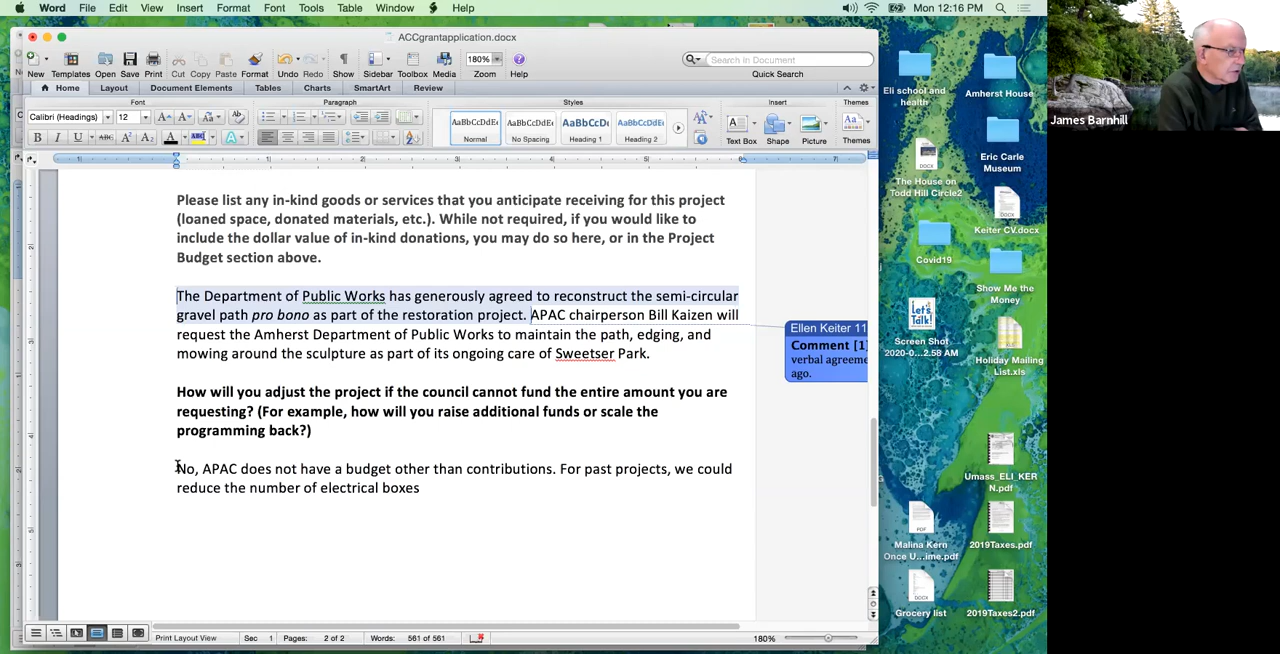 Word File Edit View Insert Format Font Tools Table Window Help Mon 12:16 PM
ACCgrantapplication.docx
180% Search in Document
New Templates Open Save Print Cut Copy Paste Format Undo Redo Show Sidebar Toolbox Media Zoom Help Quick Search
Home Layout Document Elements Tables Charts SmartArt Review
Font Paragraph Styles Insert Themes
Calibri (Headings) 12
Normal No Spacing Heading 1 Heading 2 Text Box Shape Picture Themes
Please list any in-kind goods or services that you anticipate receiving for this project
(loaned space, donated materials, etc.). While not required, if you would like to
include the dollar value of in-kind donations, you may do so here, or in the Project
Budget section above.
The Department of Public Works has generously agreed to reconstruct the semi-circular
gravel path pro bono as part of the restoration project. APAC chairperson Bill Kaizen will
request the Amherst Department of Public Works to maintain the path, edging, and
mowing around the sculpture as part of its ongoing care of Sweetser Park.
Ellen Keiter 11
Comment [1]
verbal agreeme
ago.
How will you adjust the project if the council cannot fund the entire amount you are
requesting? (For example, how will you raise additional funds or scale the
programming back?)
No, APAC does not have a budget other than contributions. For past projects, we could
reduce the number of electrical boxes
Print Layout View Sec 1 Pages: 2 of 2 Words: 561 of 561 180%
Eli school and
health
Amherst House
The House on
Todd Hill Circle2
Eric Carle
Museum
Keiter CV.docx
Covid19
Show Me the
Money
Let's
Talk!
Screen Shot
2020-0...2.58 AM
Holiday Mailing
List.xls
Umass_ELI_KER
N.pdf
Malina Kern
Once U...ime.pdf
2019Taxes.pdf
Grocery list
2019Taxes2.pdf
James Barnhill